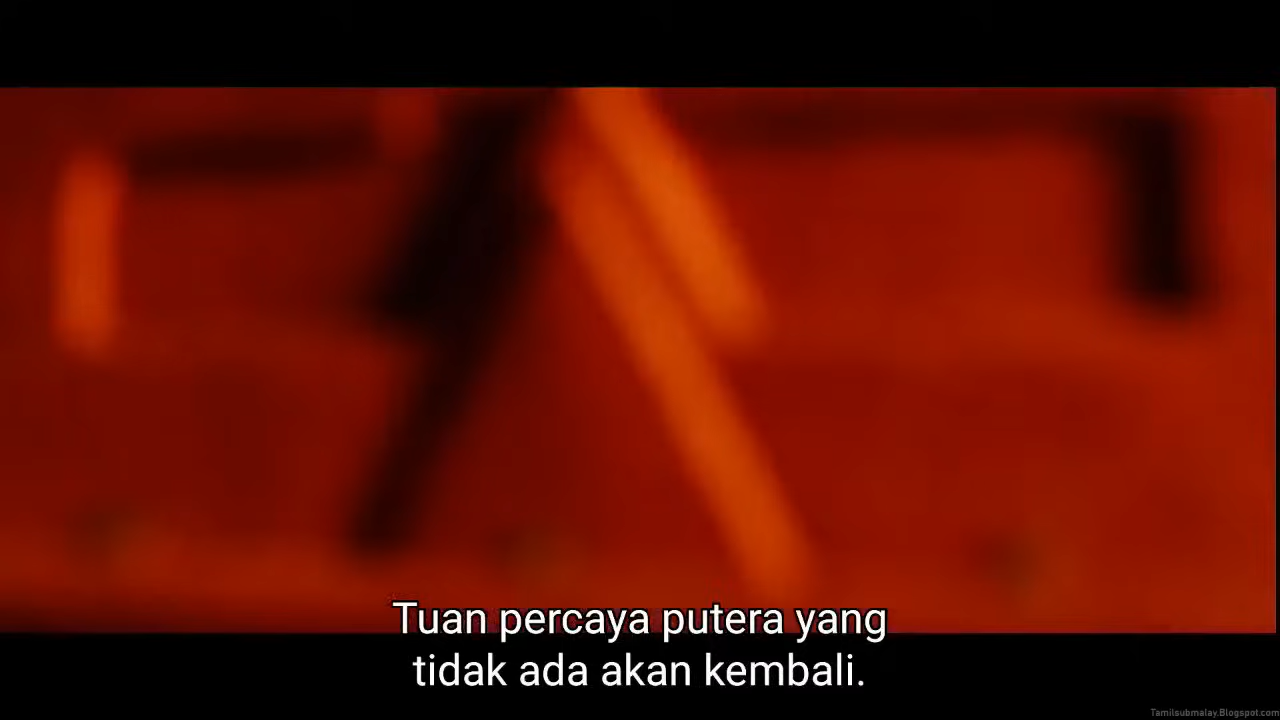 Tuan percaya putera yang
tidak ada akan kembali.
Tamilsubmalay.Blogspot.com